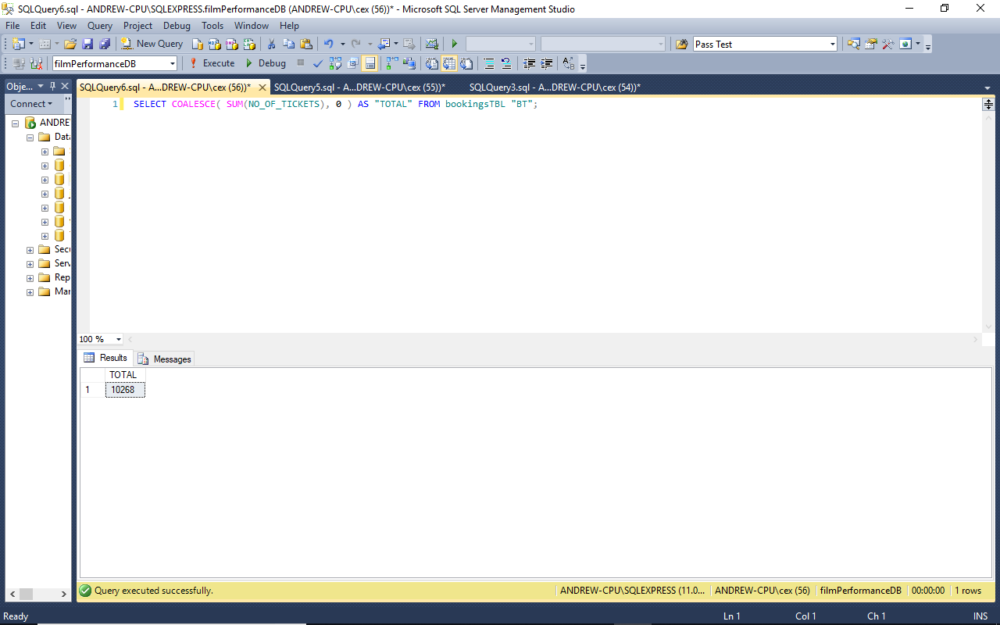 SQLQuery6.sql - ANDREW-CPU\SQLEXPRESS.filmPerformanceDB (ANDREW-CPU\cex (56))* - Microsoft SQL Server Management Studio
File Edit View Query Project Debug Tools Window Help
New Query Pass Test
filmPerformanceDB Execute Debug
Obje... SQLQuery6.sql - A...DREW-CPU\cex (56))* SQLQuery5.sql - A...DREW-CPU\cex (55))* SQLQuery3.sql - A...DREW-CPU\cex (54))*
Connect
1 SELECT COALESCE( SUM(NO_OF_TICKETS), 0 ) AS "TOTAL" FROM bookingsTBL "BT";
ANDRE
Data
Secu
Serv
Rep
Mar
100 %
Results Messages
TOTAL
1 10268
Query executed successfully. ANDREW-CPU\SQLEXPRESS (11.0... ANDREW-CPU\cex (56) filmPerformanceDB 00:00:00 1 rows
Ready Ln 1 Col 1 Ch 1 INS